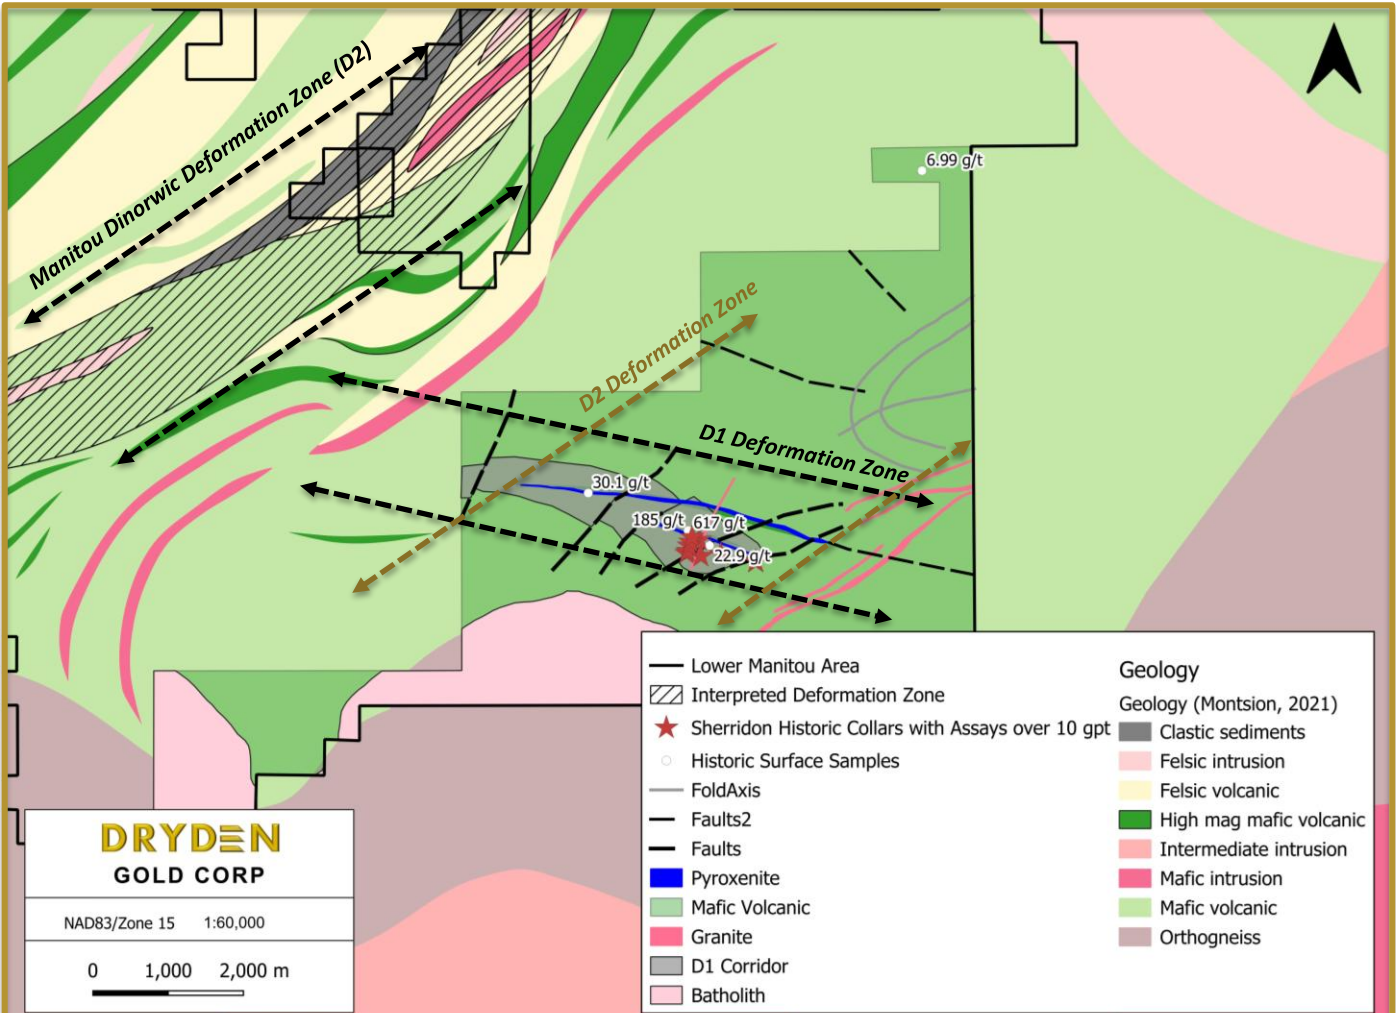 Manitou Dinorwic Deformation Zone (D2)
6.99 g/t
D2 Deformation Zone
D1 Deformation Zone
30.1 g/t
185 g/t
617 g/t
22.9 g/t
Lower Manitou Area
Interpreted Deformation Zone
Sherridon Historic Collars with Assays over 10 gpt
Historic Surface Samples
FoldAxis
Faults2
Faults
Pyroxenite
Mafic Volcanic
Granite
D1 Corridor
Batholith
Geology
Geology (Montsion, 2021)
Clastic sediments
Felsic intrusion
Felsic volcanic
High mag mafic volcanic
Intermediate intrusion
Mafic intrusion
Mafic volcanic
Orthogneiss
DRYDEN
GOLD CORP
NAD83/Zone 15 1:60,000
0 1,000 2,000 m